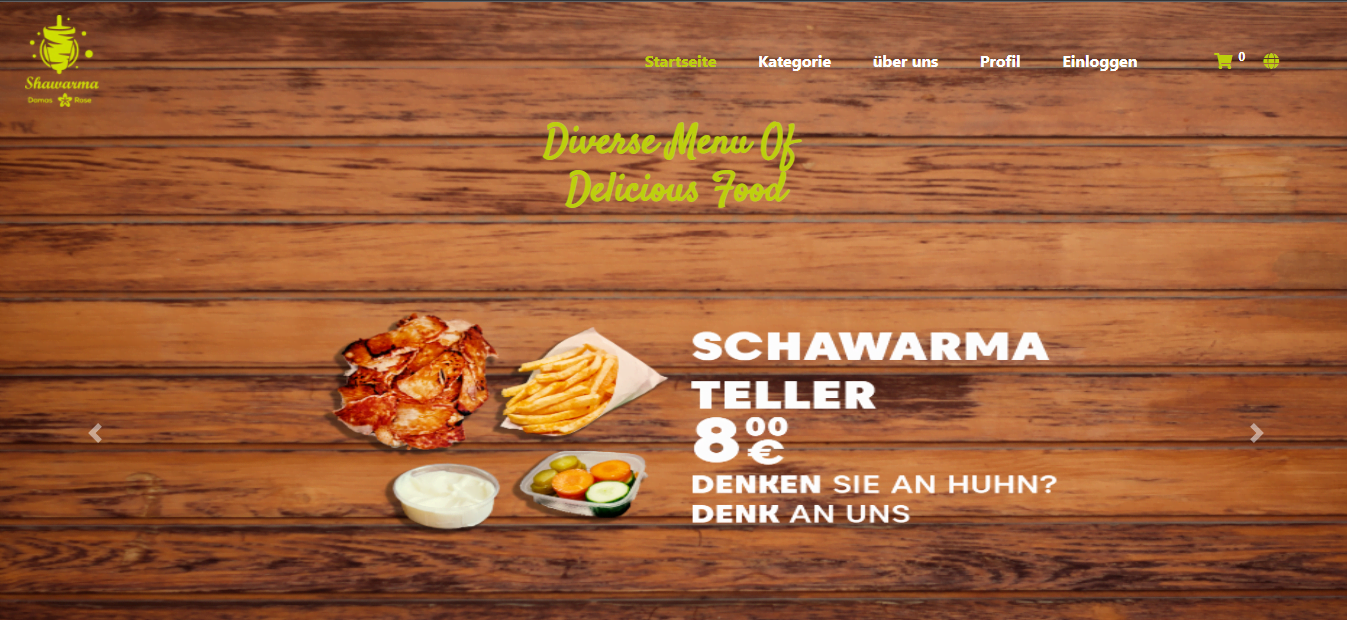 Shawarma
Damas Rose
Startseite
Kategorie
über uns
Profil
Einloggen
0
Diverse Menu Of
Delicious Food
SCHAWARMA
TELLER
8 00 €
DENKEN SIE AN HUHN?
DENK AN UNS